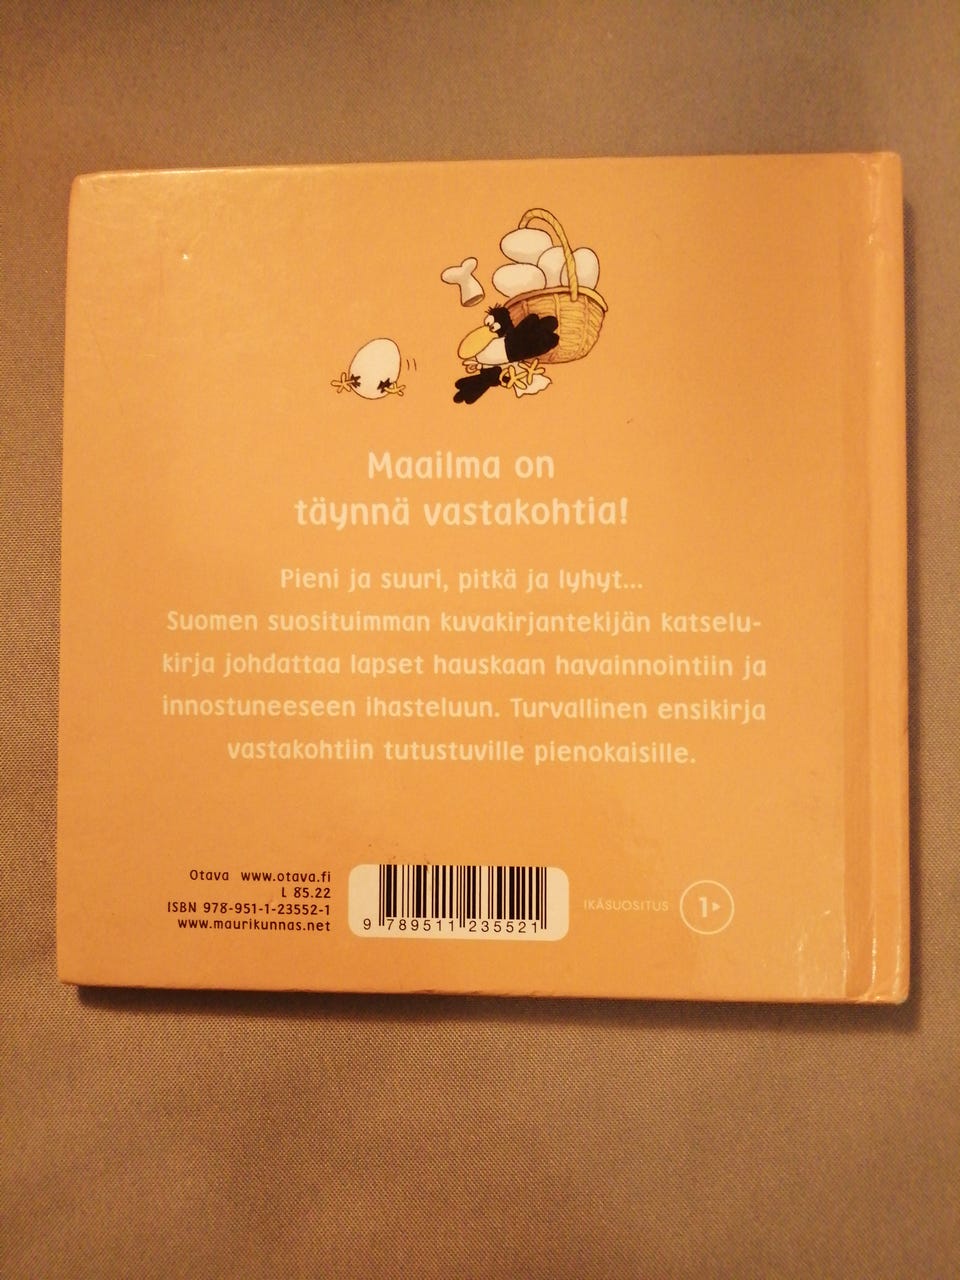 Maailma on
täynnä vastakohtia!
Pieni ja suuri, pitkä ja lyhyt...
Suomen suosituimman kuvakirjantekijän katselu-
kirja johdattaa lapset hauskaan havainnointiin ja
innostuneeseen ihasteluun. Turvallinen ensikirja
vastakohtiin tutustuville pienokaisille.
Otava www.otava.fi
L 85.22
ISBN 978-951-1-23552-1
www.maurikunnas.net
9 789511 235521
IKÄSUOSITUS 1